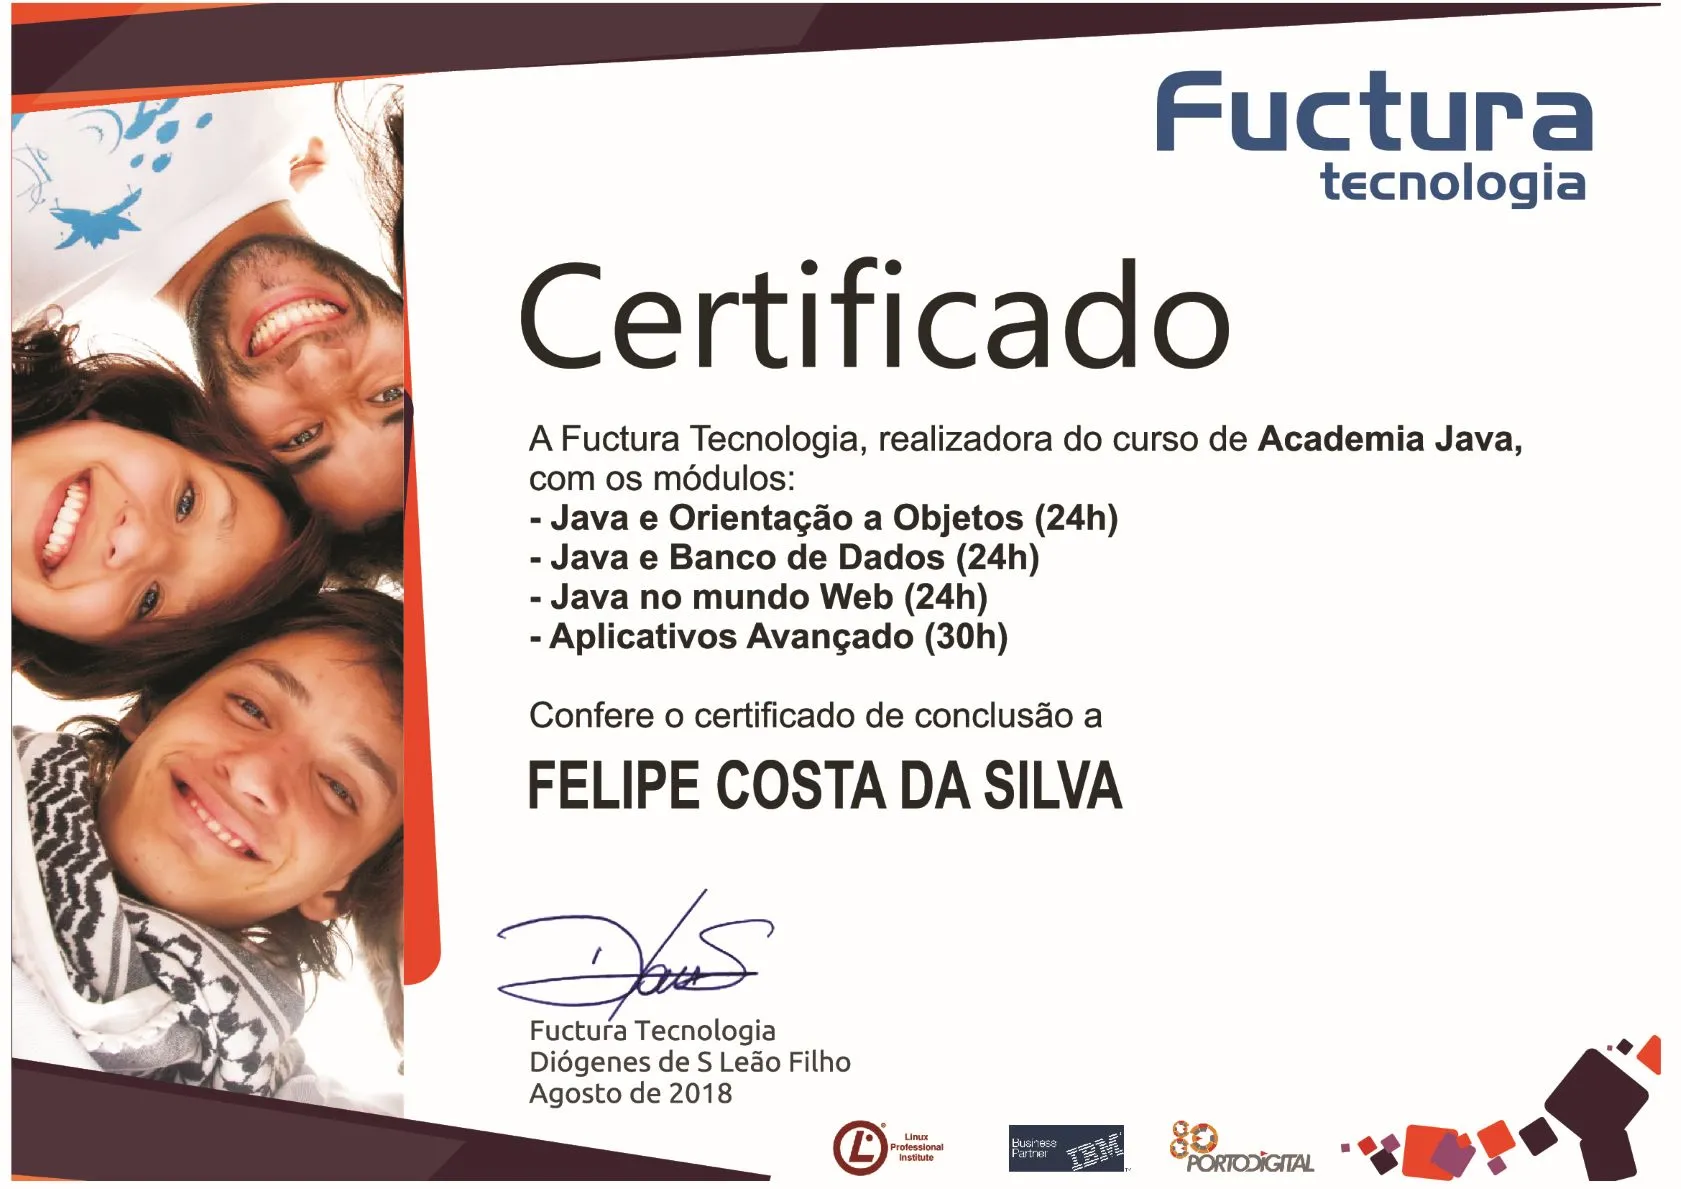 Fuctura
tecnologia
Certificado
A Fuctura Tecnologia, realizadora do curso de Academia Java,
com os módulos:
- Java e Orientação a Objetos (24h)
- Java e Banco de Dados (24h)
- Java no mundo Web (24h)
- Aplicativos Avançado (30h)
Confere o certificado de conclusão a
FELIPE COSTA DA SILVA
Fuctura Tecnologia
Diógenes de S Leão Filho
Agosto de 2018
Linux
Professional
Institute
Business
Partner
IBM
PORTODIGITAL